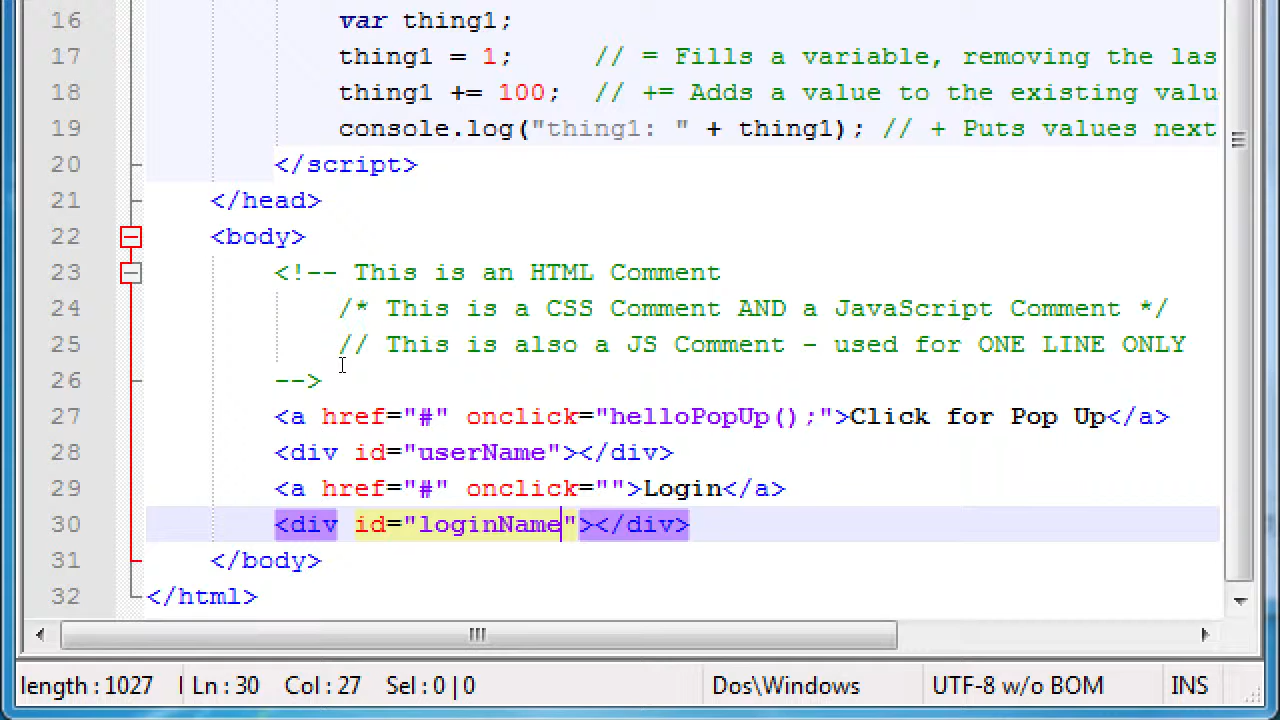 16 var thing1;
17 thing1 = 1; // = Fills a variable, removing the las
18 thing1 += 100; // += Adds a value to the existing valu
19 console.log("thing1: " + thing1); // + Puts values next
20 </script>
21 </head>
22 <body>
23 <!-- This is an HTML Comment
24 /* This is a CSS Comment AND a JavaScript Comment */
25 // This is also a JS Comment - used for ONE LINE ONLY
26 -->
27 <a href="#" onclick="helloPopUp();">Click for Pop Up</a>
28 <div id="userName"></div>
29 <a href="#" onclick="">Login</a>
30 <div id="loginName"></div>
31 </body>
32 </html>
length : 1027 l Ln : 30 Col : 27 Sel : 0 | 0 Dos\Windows UTF-8 w/o BOM INS